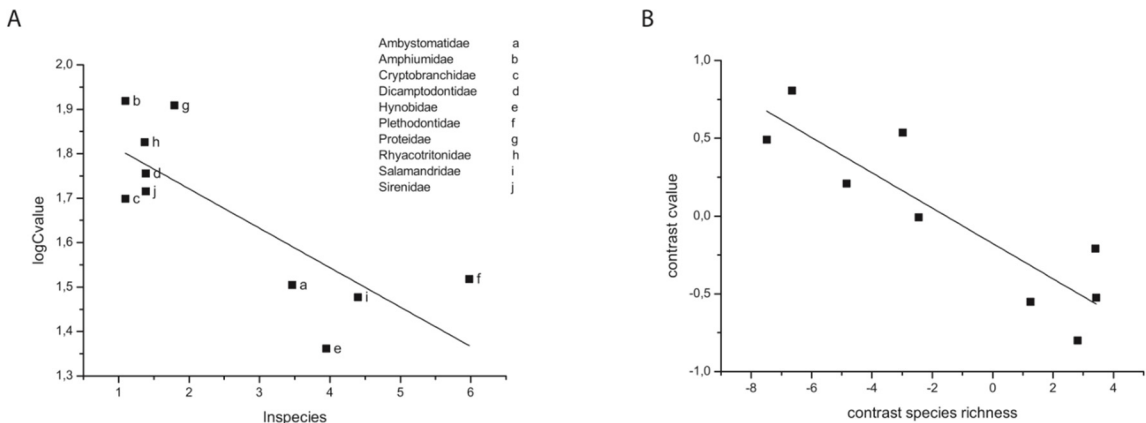 A
Ambystomatidae a
Amphiumidae b
Cryptobranchidae c
Dicamptodontidae d
Hynobidae e
Plethodontidae f
Proteidae g
Rhyacotritonidae h
Salamandridae i
Sirenidae j
2,0
1,9
1,8
1,7
1,6
1,5
1,4
1,3
logCvalue
b
g
h
d
j
c
a
i
f
e
1 2 3 4 5 6
lnspecies
B
1,0
0,5
0,0
-0,5
-1,0
contrast cvalue
-8 -6 -4 -2 0 2 4
contrast species richness